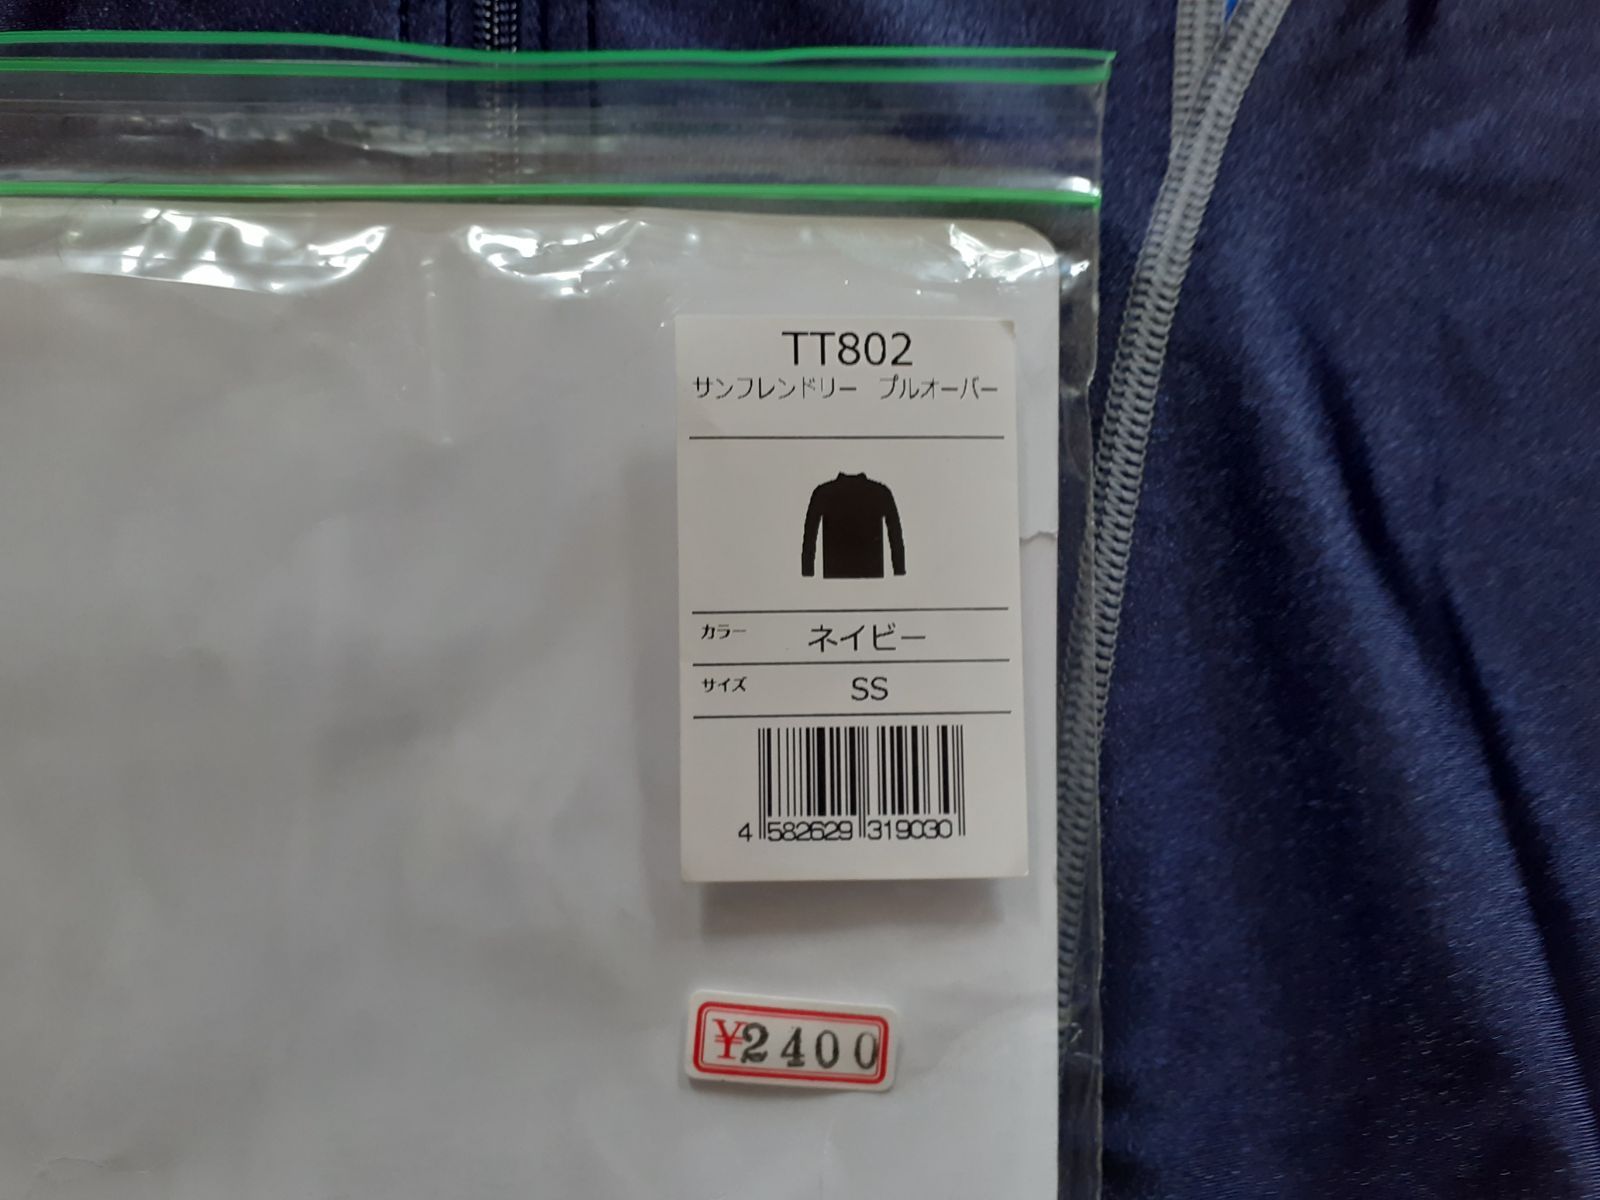 TT802
サンフレンドリー　プルオーバー
カラー ネイビー
サイズ SS
4 582629 319030
¥2400